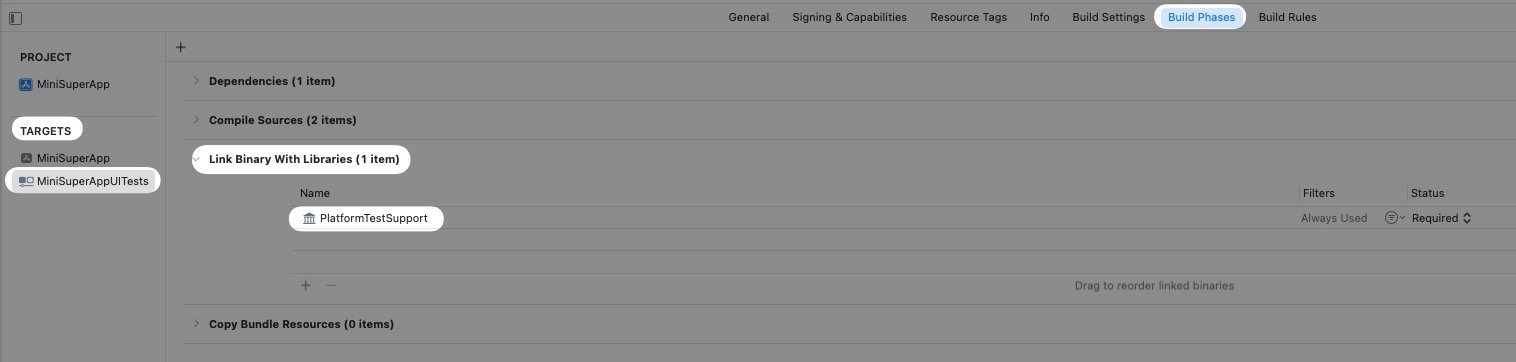 General Signing & Capabilities Resource Tags Info Build Settings Build Phases Build Rules
PROJECT
MiniSuperApp
TARGETS
MiniSuperApp
MiniSuperAppUITests
Dependencies (1 item)
Compile Sources (2 items)
Link Binary With Libraries (1 item)
Name Filters Status
PlatformTestSupport Always Used Required
Drag to reorder linked binaries
Copy Bundle Resources (0 items)